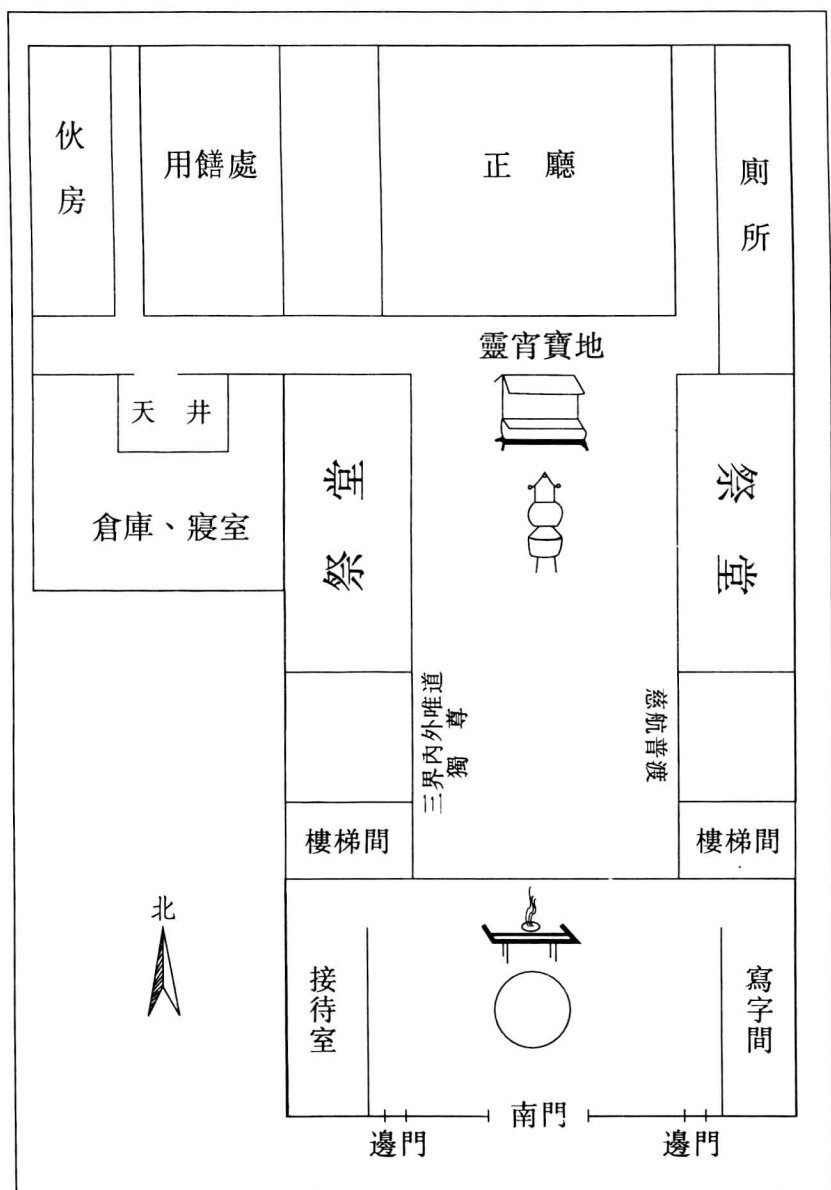 伙房
用饍處
正廳
廁所
靈宵寶地
天井
倉庫、寢室
祭堂
祭堂
三界內外唯道
獨尊
慈航普渡
樓梯間
樓梯間
北
接待室
寫字間
南門
邊門
邊門